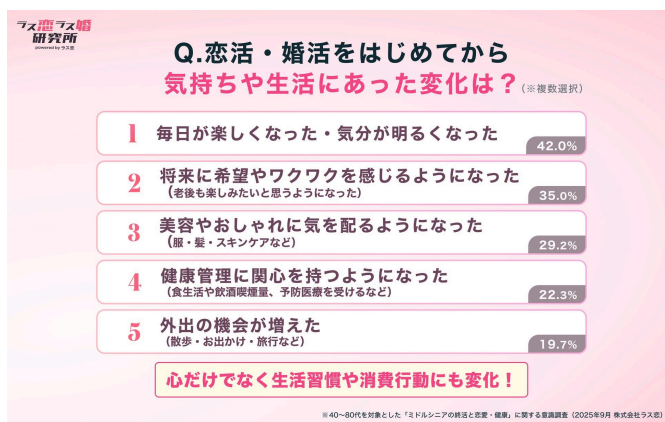 ラス恋ラス婚
研究所
powered by ラス恋
Q.恋活・婚活をはじめてから
気持ちや生活にあった変化は？(※複数選択)
1 毎日が楽しくなった・気分が明るくなった
42.0%
2 将来に希望やワクワクを感じるようになった
(老後も楽しみたいと思うようになった)
35.0%
3 美容やおしゃれに気を配るようになった
(服・髪・スキンケアなど)
29.2%
4 健康管理に関心を持つようになった
(食生活や飲酒喫煙量、予防医療を受けるなど)
22.3%
5 外出の機会が増えた
(散歩・お出かけ・旅行など)
19.7%
心だけでなく生活習慣や消費行動にも変化！
※40〜80代を対象とした「ミドルシニアの終活と恋愛・健康」に関する意識調査（2025年9月 株式会社ラス恋）